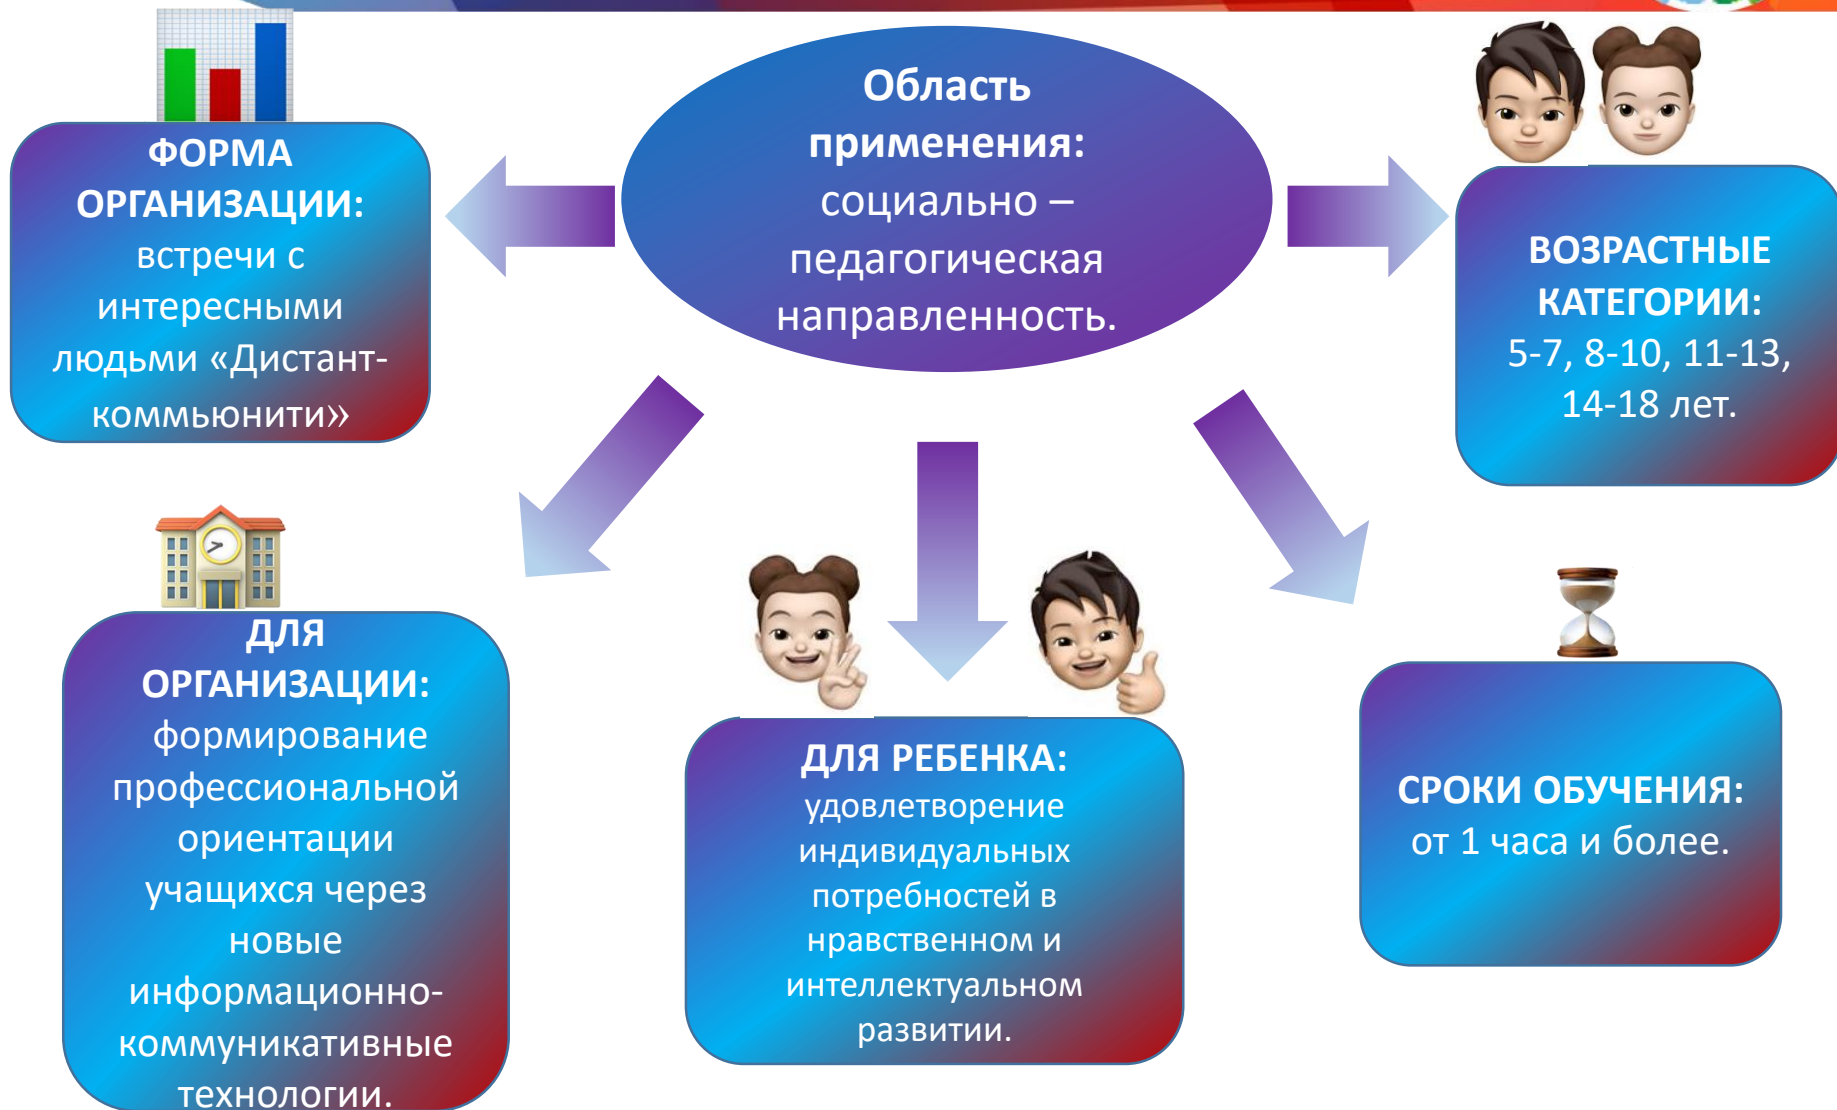 Область
применения:
социально –
педагогическая
направленность.
ФОРМА
ОРГАНИЗАЦИИ:
встречи с
интересными
людьми «Дистант-
коммьюнити»
ВОЗРАСТНЫЕ
КАТЕГОРИИ:
5-7, 8-10, 11-13,
14-18 лет.
ДЛЯ
ОРГАНИЗАЦИИ:
формирование
профессиональной
ориентации
учащихся через
новые
информационно-
коммуникативные
технологии.
ДЛЯ РЕБЕНКА:
удовлетворение
индивидуальных
потребностей в
нравственном и
интеллектуальном
развитии.
СРОКИ ОБУЧЕНИЯ:
от 1 часа и более.